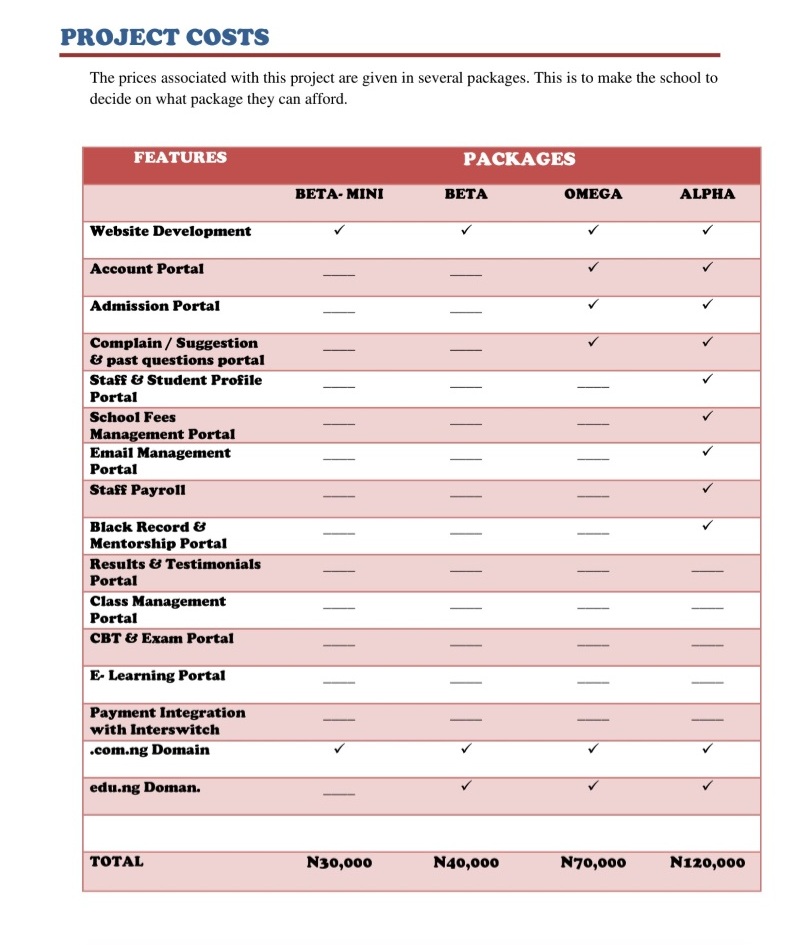 PROJECT COSTS
The prices associated with this project are given in several packages. This is to make the school to
decide on what package they can afford.
FEATURES PACKAGES
BETA- MINI BETA OMEGA ALPHA
Website Development ✓ ✓ ✓ ✓
Account Portal ____ ____ ✓ ✓
Admission Portal ____ ____ ✓ ✓
Complain / Suggestion
& past questions portal ____ ____ ✓ ✓
Staff & Student Profile
Portal ____ ____ ____ ✓
School Fees
Management Portal ____ ____ ____ ✓
Email Management
Portal ____ ____ ____ ✓
Staff Payroll ____ ____ ____ ✓
Black Record &
Mentorship Portal ____ ____ ____ ✓
Results & Testimonials
Portal ____ ____ ____ ____
Class Management
Portal ____ ____ ____ ____
CBT & Exam Portal ____ ____ ____ ____
E- Learning Portal ____ ____ ____ ____
Payment Integration
with Interswitch ____ ____ ____ ____
.com.ng Domain ✓ ✓ ✓ ✓
edu.ng Doman. ____ ✓ ✓ ✓
TOTAL N30,000 N40,000 N70,000 N120,000